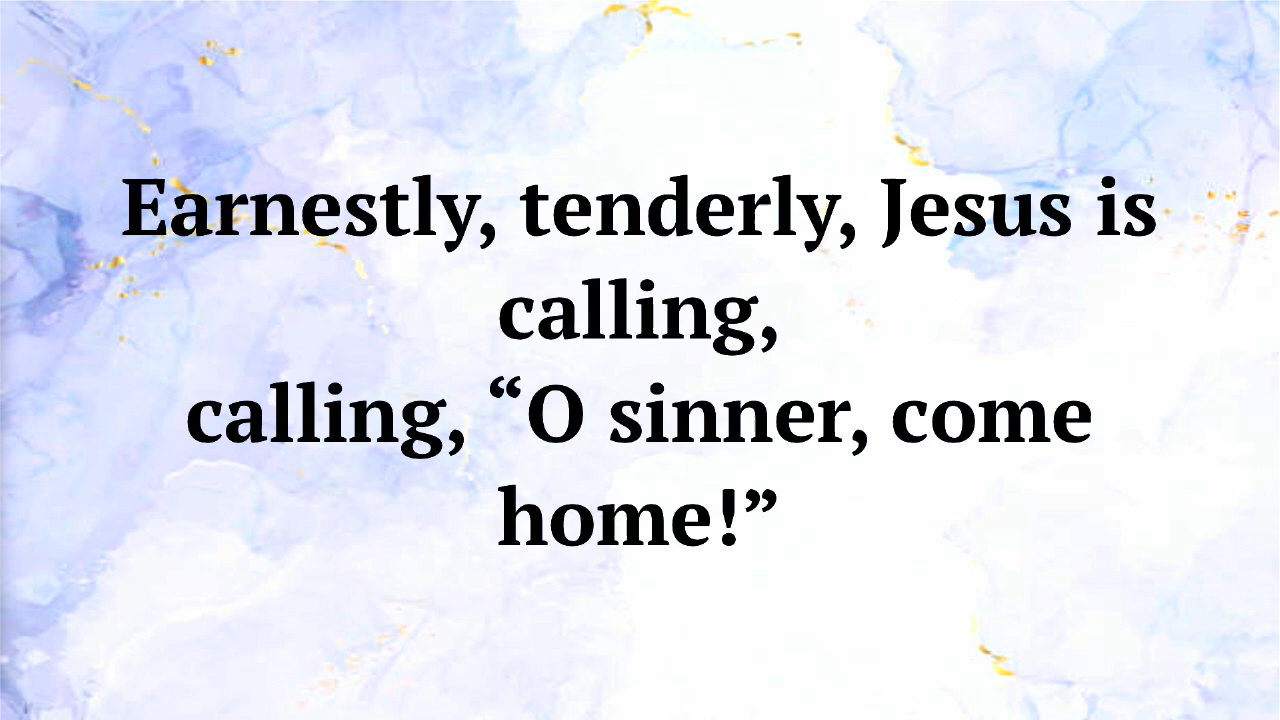 Earnestly, tenderly, Jesus is
calling,
calling, “O sinner, come
home!”